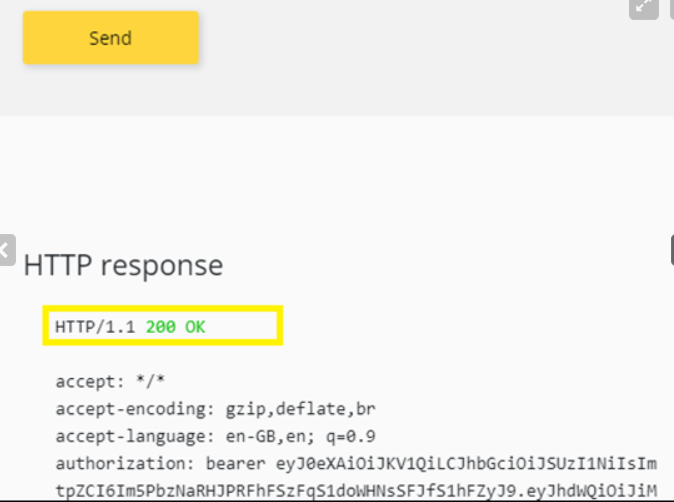 Send
HTTP response
HTTP/1.1 200 OK
accept: */*
accept-encoding: gzip,deflate,br
accept-language: en-GB,en; q=0.9
authorization: bearer eyJ0eXAiOiJKV1QiLCJhbGciOiJSUzI1NiIsIm
tpZCI6Im5PbzNaRHJPRFhFSzFqS1doWHNsSFJfS1hFZyJ9.eyJhdWQiOiJiM